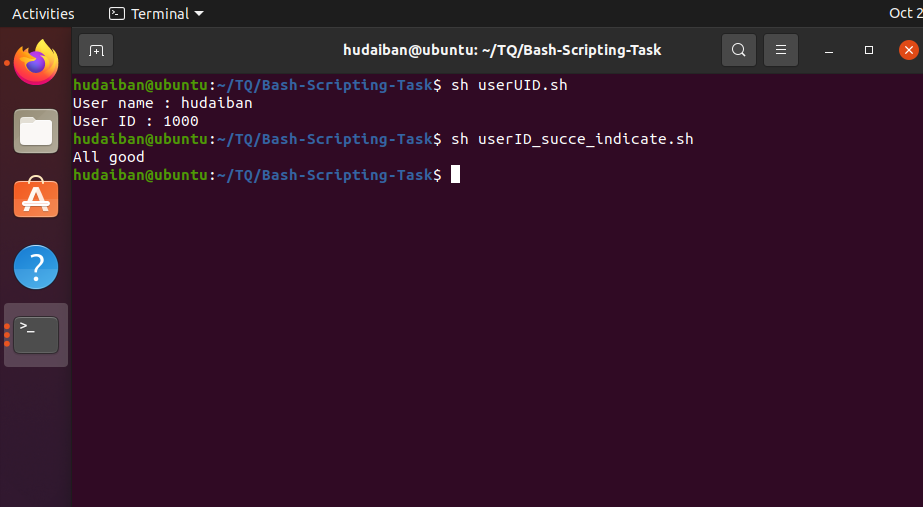 Activities
Terminal
Oct 2
hudaiban@ubuntu: ~/TQ/Bash-Scripting-Task
hudaiban@ubuntu:~/TQ/Bash-Scripting-Task$ sh userUID.sh
User name : hudaiban
User ID : 1000
hudaiban@ubuntu:~/TQ/Bash-Scripting-Task$ sh userID_succe_indicate.sh
All good
hudaiban@ubuntu:~/TQ/Bash-Scripting-Task$